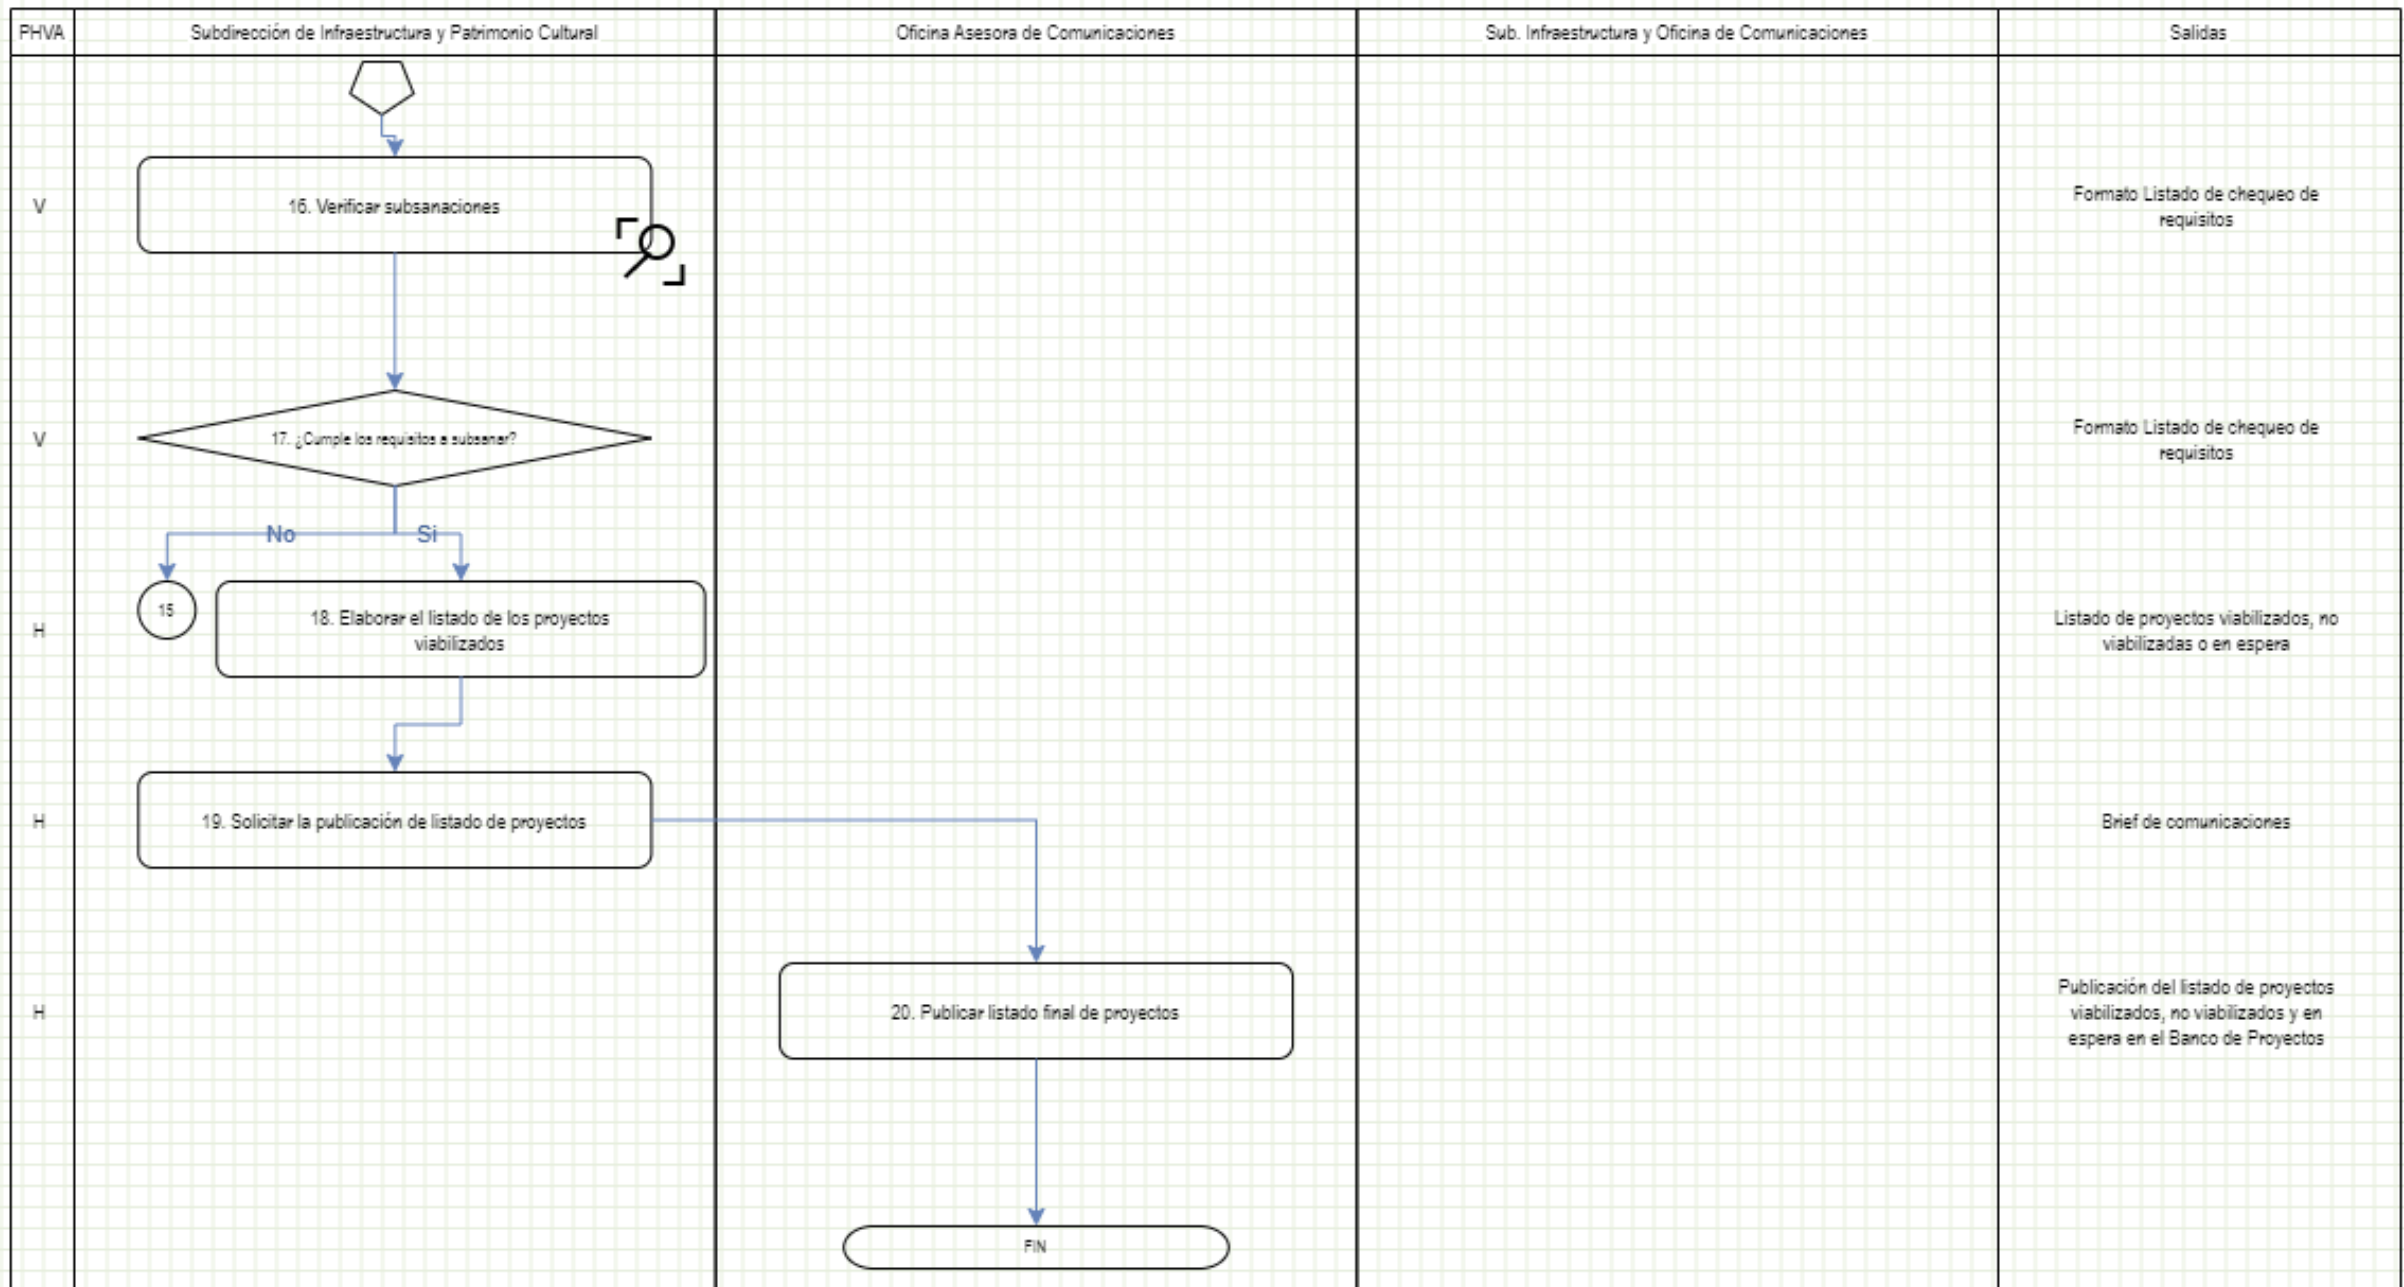 PHVA
Subdirección de Infraestructura y Patrimonio Cultural
Oficina Asesora de Comunicaciones
Sub. Infraestructura y Oficina de Comunicaciones
Salidas
V
16. Verificar subsanaciones
Formato Listado de chequeo de
requisitos
V
17. ¿Cumple los requisitos a subsanar?
Formato Listado de chequeo de
requisitos
No
Si
H
15
18. Elaborar el listado de los proyectos
viabilizados
Listado de proyectos viabilizados, no
viabilizadas o en espera
H
19. Solicitar la publicación de listado de proyectos
Brief de comunicaciones
H
20. Publicar listado final de proyectos
Publicación del listado de proyectos
viabilizados, no viabilizados y en
espera en el Banco de Proyectos
FIN